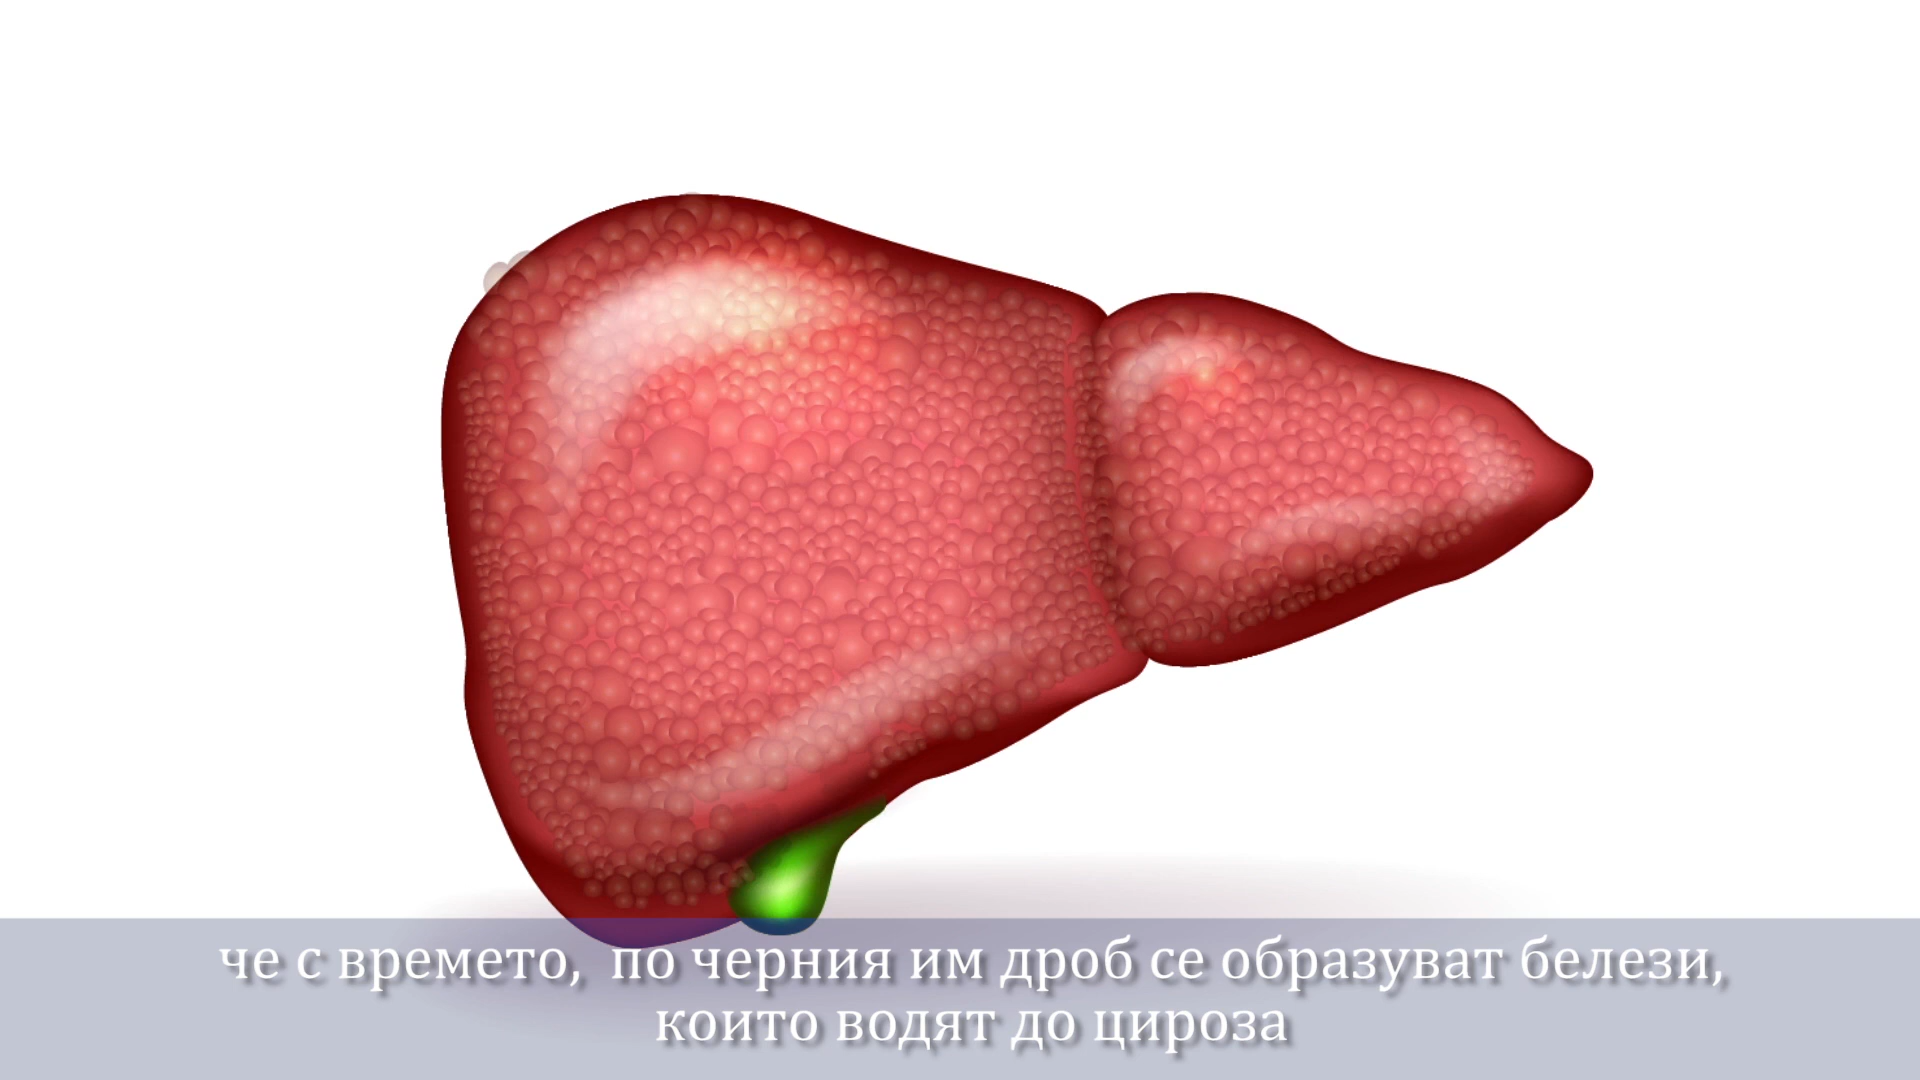 че с времето, по черния им дроб се образуват белези,
които водят до цироза